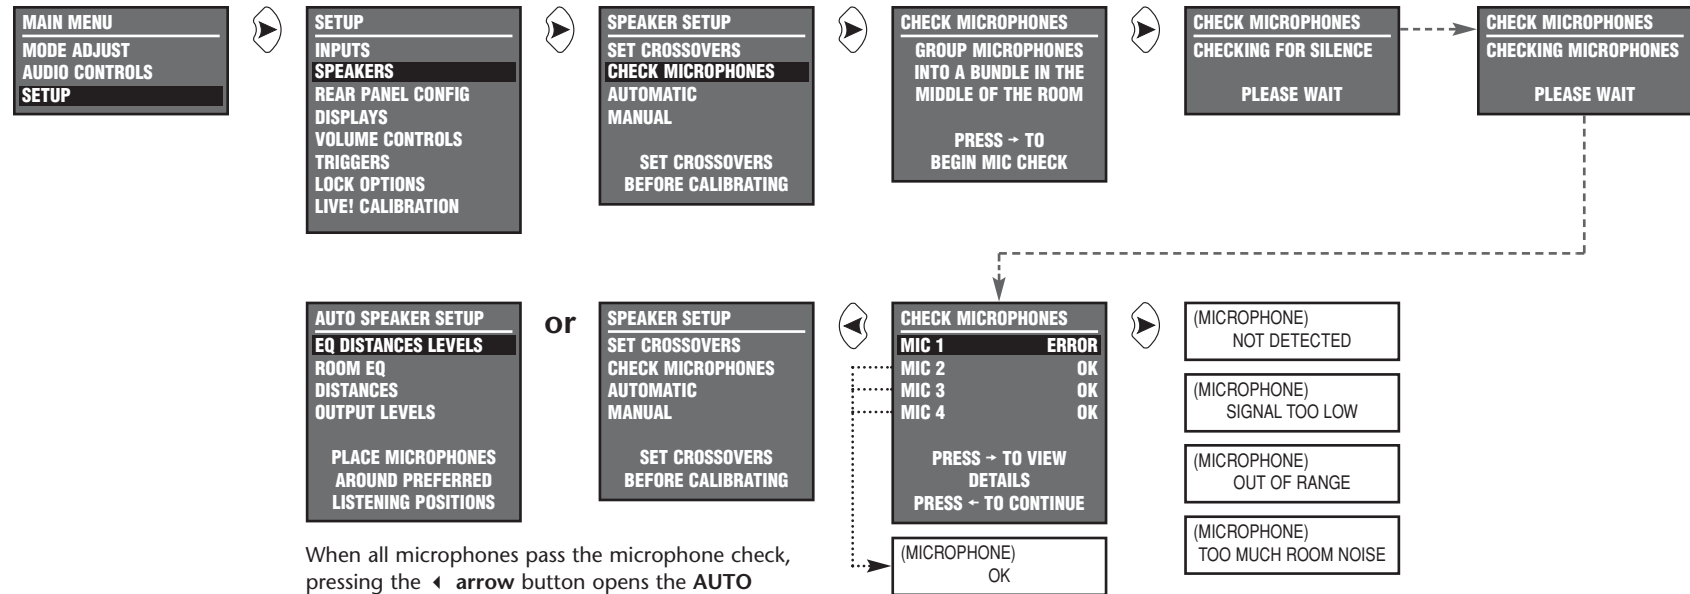 MAIN MENU
MODE ADJUST
AUDIO CONTROLS
SETUP
SETUP
INPUTS
SPEAKERS
REAR PANEL CONFIG
DISPLAYS
VOLUME CONTROLS
TRIGGERS
LOCK OPTIONS
LIVE! CALIBRATION
SPEAKER SETUP
SET CROSSOVERS
CHECK MICROPHONES
AUTOMATIC
MANUAL
SET CROSSOVERS
BEFORE CALIBRATING
CHECK MICROPHONES
GROUP MICROPHONES
INTO A BUNDLE IN THE
MIDDLE OF THE ROOM
PRESS → TO
BEGIN MIC CHECK
CHECK MICROPHONES
CHECKING FOR SILENCE
PLEASE WAIT
CHECK MICROPHONES
CHECKING MICROPHONES
PLEASE WAIT
AUTO SPEAKER SETUP
EQ DISTANCES LEVELS
ROOM EQ
DISTANCES
OUTPUT LEVELS
PLACE MICROPHONES
AROUND PREFERRED
LISTENING POSITIONS
or
SPEAKER SETUP
SET CROSSOVERS
CHECK MICROPHONES
AUTOMATIC
MANUAL
SET CROSSOVERS
BEFORE CALIBRATING
CHECK MICROPHONES
MIC 1 ERROR
MIC 2 OK
MIC 3 OK
MIC 4 OK
PRESS → TO VIEW
DETAILS
PRESS ← TO CONTINUE
(MICROPHONE)
OK
(MICROPHONE)
NOT DETECTED
(MICROPHONE)
SIGNAL TOO LOW
(MICROPHONE)
OUT OF RANGE
(MICROPHONE)
TOO MUCH ROOM NOISE
When all microphones pass the microphone check,
pressing the ◄ arrow button opens the AUTO